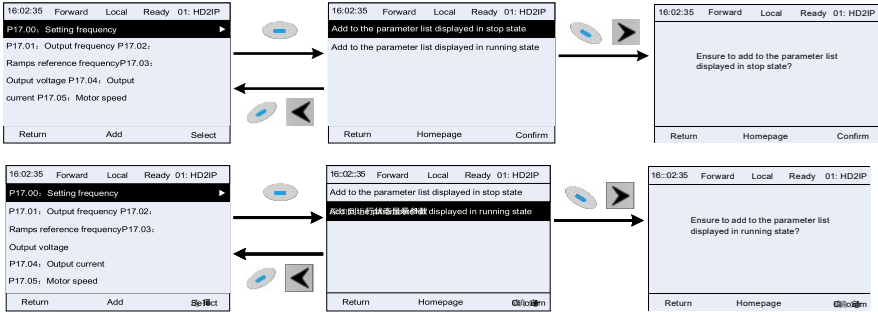 16:02:35 Forward Local Ready 01: HD2IP
P17.00: Setting frequency
P17.01: Output frequency P17.02:
Ramps reference frequencyP17.03:
Output voltage P17.04: Output
current P17.05: Motor speed
Return Add Select
16:02:35 Forward Local Ready 01: HD2IP
Add to the parameter list displayed in stop state
Add to the parameter list displayed in running state
Return Homepage Confirm
16:02:35 Forward Local Ready 01: HD2IP
Ensure to add to the parameter list
displayed in stop state?
Return Homepage Confirm
16:02:35 Forward Local Ready 01: HD2IP
P17.00: Setting frequency
P17.01: Output frequency P17.02:
Ramps reference frequencyP17.03:
Output voltage
P17.04: Output current
P17.05: Motor speed
Return Add
16::02::35 Forward Local Ready 01: HD2IP
Add to the parameter list displayed in stop state
displayed in running state
Return Homepage
16:::02:35 Forward Local Ready 01: HD2IP
Ensure to add to the parameter list
displayed in running state?
Return Homepage